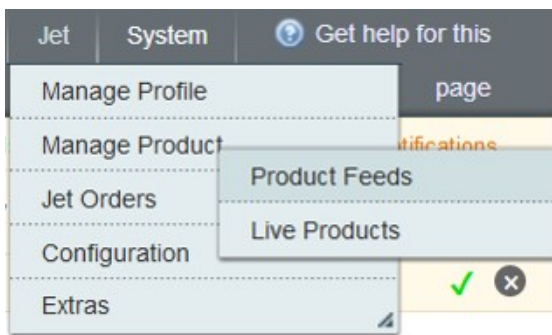 Jet System Get help for this
page
Manage Profile
Manage Product
tifications
Product Feeds
Jet Orders
Live Products
Configuration
Extras